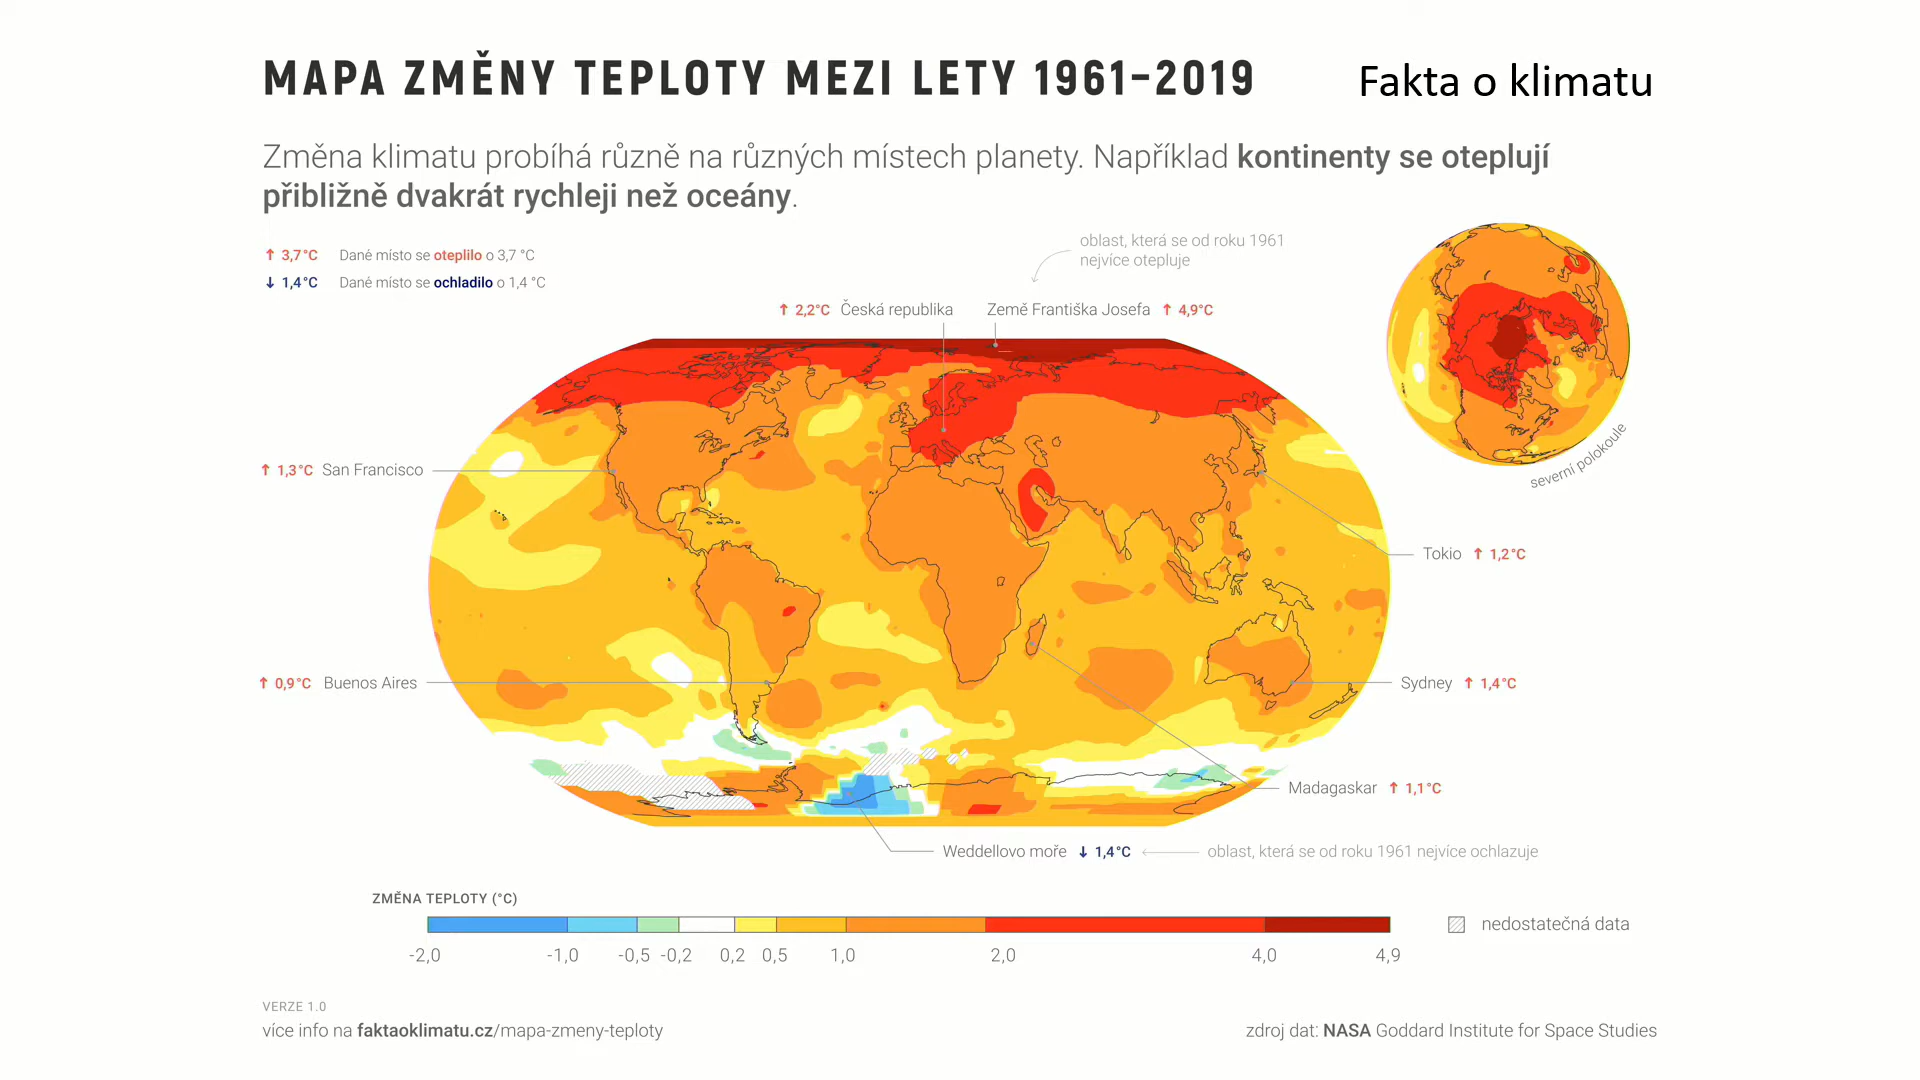 MAPA ZMĚNY TEPLOTY MEZI LETY 1961–2019
Fakta o klimatu
Změna klimatu probíhá různě na různých místech planety. Například kontinenty se oteplují
přibližně dvakrát rychleji než oceány.
↑ 3,7 °C Dané místo se oteplilo o 3,7 °C
↓ 1,4 °C Dané místo se ochladilo o 1,4 °C
oblast, která se od roku 1961
nejvíce otepluje
↑ 2,2 °C Česká republika
Země Františka Josefa ↑ 4,9 °C
severní polokoule
↑ 1,3 °C San Francisco
Tokio ↑ 1,2 °C
↑ 0,9 °C Buenos Aires
Sydney ↑ 1,4 °C
Madagaskar ↑ 1,1 °C
Weddellovo moře ↓ 1,4 °C
oblast, která se od roku 1961 nejvíce ochlazuje
ZMĚNA TEPLOTY (°C)
-2,0 -1,0 -0,5 -0,2 0,2 0,5 1,0 2,0 4,0 4,9
nedostatečná data
VERZE 1.0
více info na faktaoklimatu.cz/mapa-zmeny-teploty
zdroj dat: NASA Goddard Institute for Space Studies